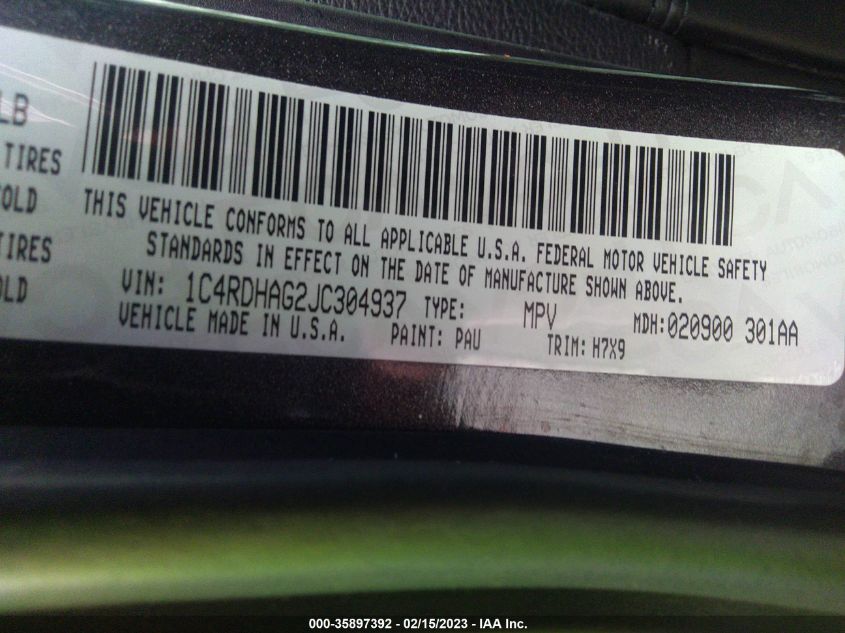 LB
TIRES
OLD
TIRES
OLD
THIS VEHICLE CONFORMS TO ALL APPLICABLE U.S.A. FEDERAL MOTOR VEHICLE SAFETY
STANDARDS IN EFFECT ON THE DATE OF MANUFACTURE SHOWN ABOVE.
VIN: 1C4RDHAG2JC304937 TYPE: MPV MDH:020900 301AA
VEHICLE MADE IN U.S.A. PAINT: PAU TRIM: H7X9
000-35897392 - 02/15/2023 - IAA Inc.